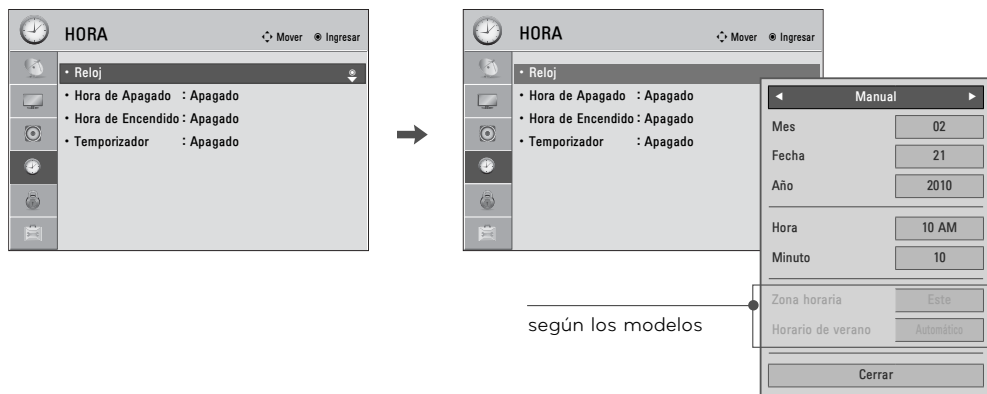 HORA
Mover Ingresar
• Reloj
• Hora de Apagado : Apagado
• Hora de Encendido : Apagado
• Temporizador : Apagado
HORA
Mover Ingresar
• Reloj
• Hora de Apagado : Apagado
• Hora de Encendido : Apagado
• Temporizador : Apagado
Manual
Mes 02
Fecha 21
Año 2010
Hora 10 AM
Minuto 10
Zona horaria Este
Horario de verano Automático
Cerrar
según los modelos